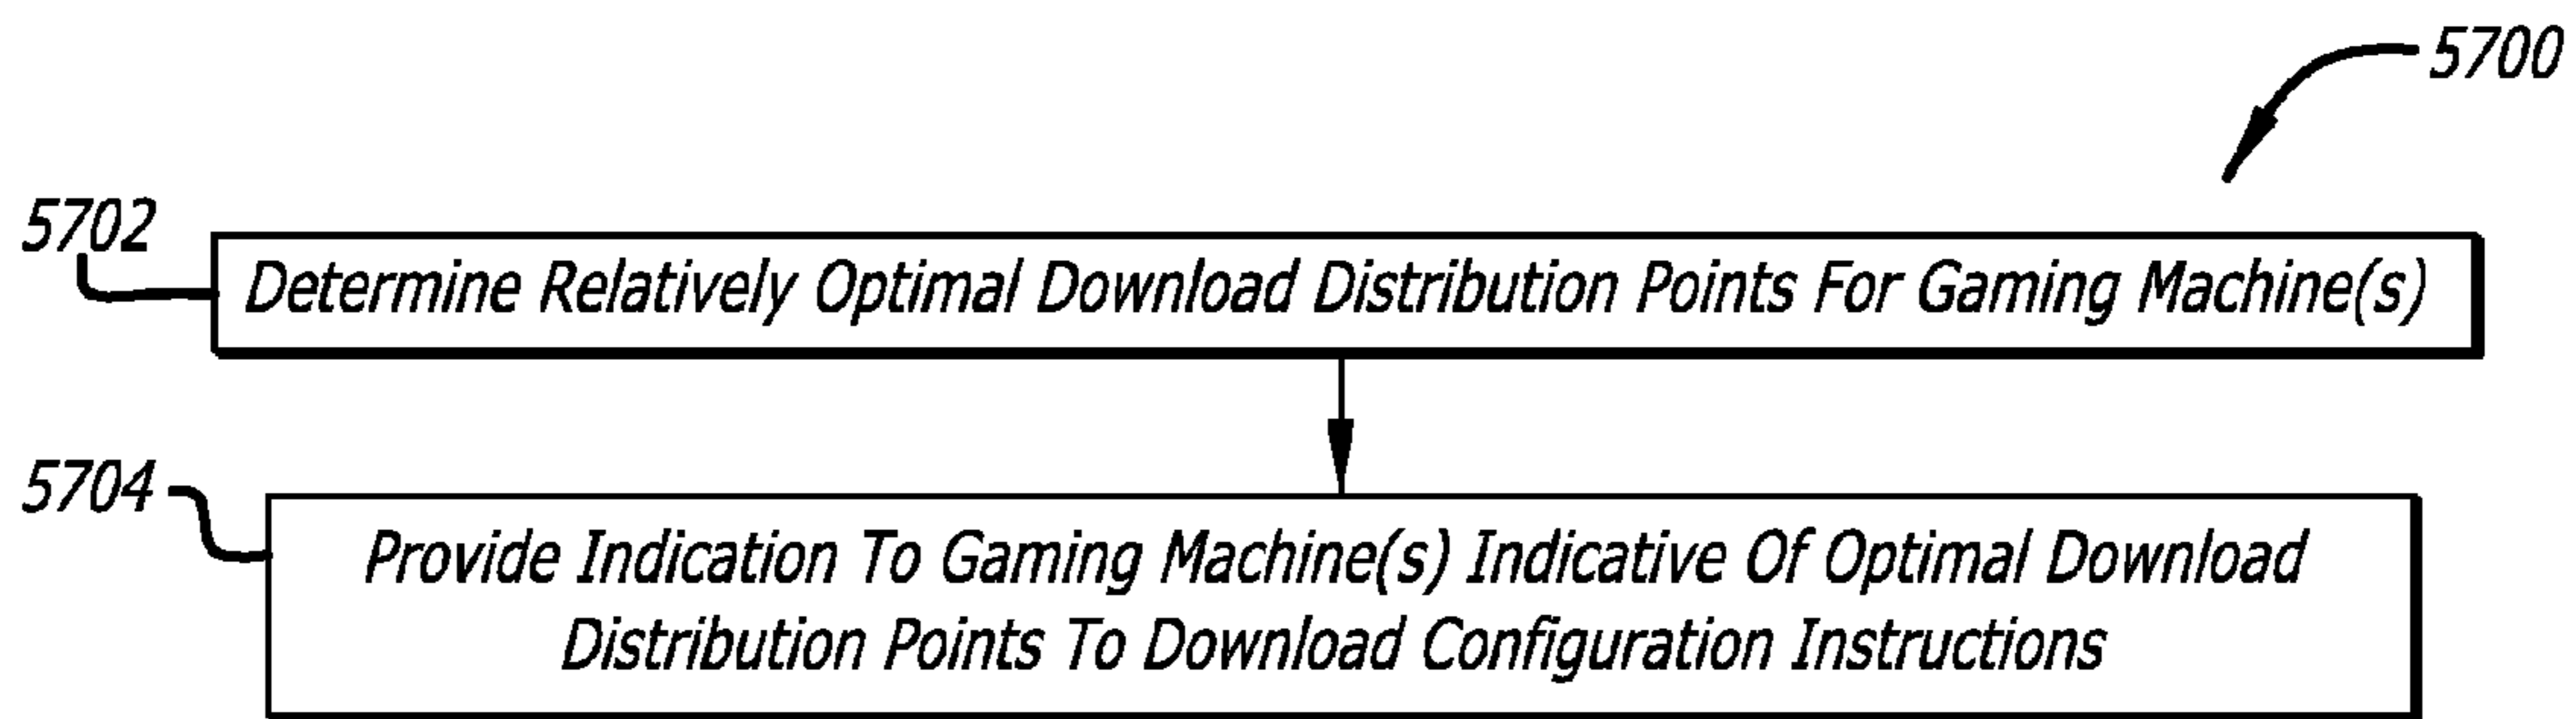 5700
5702
Determine Relatively Optimal Download Distribution Points For Gaming Machine(s)
5704
Provide Indication To Gaming Machine(s) Indicative Of Optimal Download
Distribution Points To Download Configuration Instructions